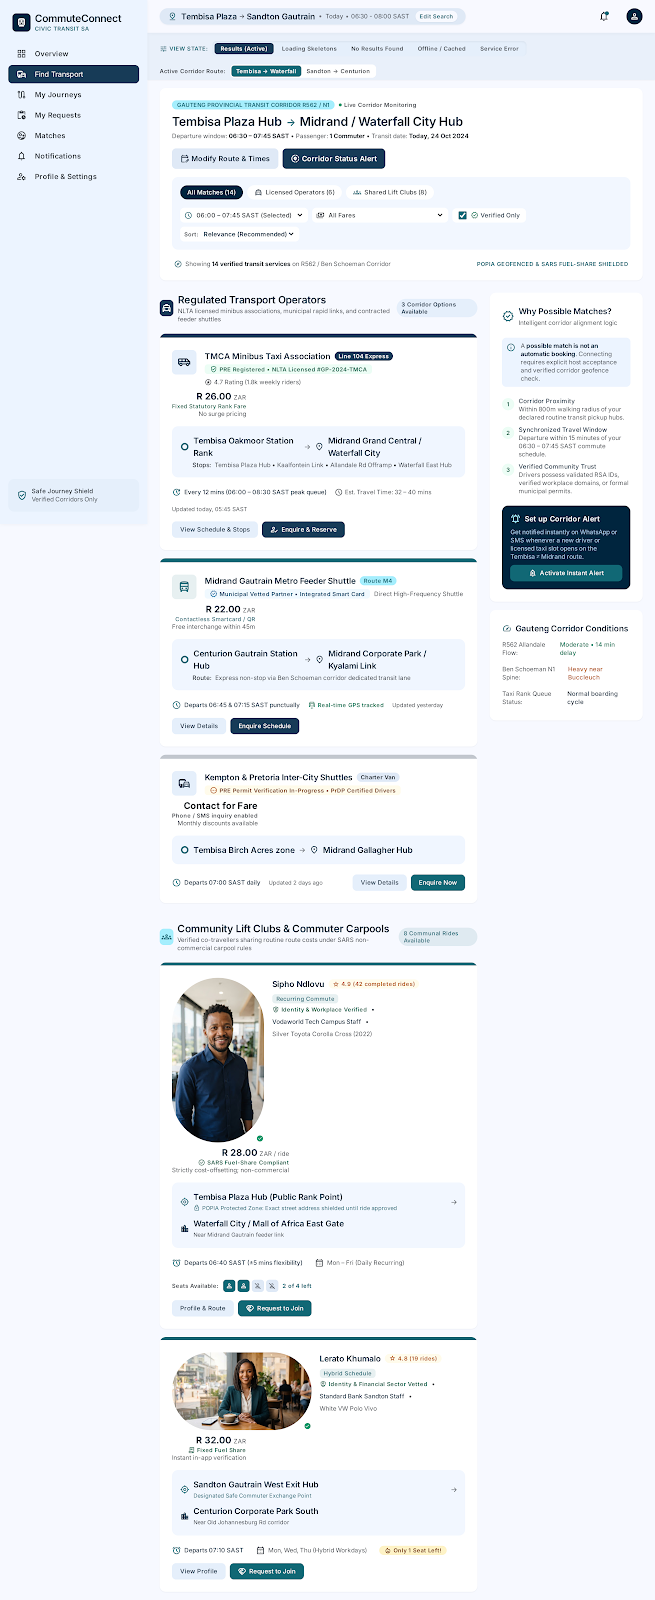 CommuteConnect
CIVIC TRANSIT SA
Overview
Find Transport
My Journeys
My Requests
Matches
Notifications
Profile & Settings
Safe Journey Shield
Verified Corridors Only
Tembisa Plaza → Sandton Gautrain • Today • 06:30 - 08:00 SAST Edit Search
VIEW STATE: Results (Active) Loading Skeletons No Results Found Offline / Cached Service Error
Active Corridor Route: Tembisa → Waterfall Sandton → Centurion
GAUTENG PROVINCIAL TRANSIT CORRIDOR R562 / N1 • Live Corridor Monitoring
Tembisa Plaza Hub → Midrand / Waterfall City Hub
Departure window: 06:30 – 07:45 SAST • Passenger: 1 Commuter • Transit date: Today, 24 Oct 2024
Modify Route & Times Corridor Status Alert
All Matches (14) Licensed Operators (6) Shared Lift Clubs (8)
06:00 – 07:45 SAST (Selected) All Fares Verified Only
Sort: Relevance (Recommended)
Showing 14 verified transit services on R562 / Ben Schoeman Corridor
POPIA GEOFENCED & SARS FUEL-SHARE SHIELDED
Regulated Transport Operators
NLTA licensed minibus associations, municipal rapid links, and contracted
feeder shuttles
3 Corridor Options
Available
TMCA Minibus Taxi Association Line 104 Express
PRE Registered • NLTA Licensed #GP-2024-TMCA
4.7 Rating (1.8k weekly riders)
R 26.00 ZAR
Fixed Statutory Rank Fare
No surge pricing
Tembisa Oakmoor Station
Rank
→
Midrand Grand Central /
Waterfall City
Stops: Tembisa Plaza Hub • Kaalfontein Link • Allandale Rd Offramp • Waterfall East Hub
Every 12 mins (06:00 – 08:30 SAST peak queue) Est. Travel Time: 32 – 40 mins
Updated today, 05:45 SAST
View Schedule & Stops Enquire & Reserve
Midrand Gautrain Metro Feeder Shuttle Route M4
Municipal Vetted Partner • Integrated Smart Card Direct High-Frequency Shuttle
R 22.00 ZAR
Contactless Smartcard / QR
Free interchange within 45m
Centurion Gautrain Station
Hub
→
Midrand Corporate Park /
Kyalami Link
Route: Express non-stop via Ben Schoeman corridor dedicated transit lane
Departs 06:45 & 07:15 SAST punctually Real-time GPS tracked Updated yesterday
View Details Enquire Schedule
Kempton & Pretoria Inter-City Shuttles Charter Van
PRE Permit Verification In-Progress • PrDP Certified Drivers
Contact for Fare
Phone / SMS inquiry enabled
Monthly discounts available
Tembisa Birch Acres zone → Midrand Gallagher Hub
Departs 07:00 SAST daily Updated 2 days ago View Details Enquire Now
Community Lift Clubs & Commuter Carpools
Verified co-travellers sharing routine route costs under SARS non-
commercial carpool rules
8 Communal Rides
Available
Sipho Ndlovu 4.9 (42 completed rides)
Recurring Commute
Identity & Workplace Verified •
Vodaworld Tech Campus Staff •
Silver Toyota Corolla Cross (2022)
R 28.00 ZAR / ride
SARS Fuel-Share Compliant
Strictly cost-offsetting; non-commercial
Tembisa Plaza Hub (Public Rank Point) →
POPIA Protected Zone: Exact street address shielded until ride approved
Waterfall City / Mall of Africa East Gate
Near Midrand Gautrain feeder link
Departs 06:40 SAST (±5 mins flexibility) Mon – Fri (Daily Recurring)
Seats Available: 2 of 4 left
Profile & Route Request to Join
Lerato Khumalo 4.8 (19 rides)
Hybrid Schedule
Identity & Financial Sector Vetted •
Standard Bank Sandton Staff •
White VW Polo Vivo
R 32.00 ZAR
Fixed Fuel Share
Instant in-app verification
Sandton Gautrain West Exit Hub →
Designated Safe Commuter Exchange Point
Centurion Corporate Park South
Near Old Johannesburg Rd corridor
Departs 07:10 SAST Mon, Wed, Thu (Hybrid Workdays) Only 1 Seat Left!
View Profile Request to Join
Why Possible Matches?
Intelligent corridor alignment logic
A possible match is not an
automatic booking. Connecting
requires explicit host acceptance
and verified corridor geofence
check.
1 Corridor Proximity
Within 800m walking radius of your
declared routine transit pickup hubs.
2 Synchronized Travel Window
Departure within 15 minutes of your
06:30 – 07:45 SAST commute
schedule.
3 Verified Community Trust
Drivers possess validated RSA IDs,
verified workplace domains, or formal
municipal permits.
Set up Corridor Alert
Get notified instantly on WhatsApp or
SMS whenever a new driver or
licensed taxi slot opens on the
Tembisa ⇄ Midrand route.
Activate Instant Alert
Gauteng Corridor Conditions
R562 Allandale
Flow:
Moderate • 14 min
delay
Ben Schoeman N1
Spine:
Heavy near
Buccleuch
Taxi Rank Queue
Status:
Normal boarding
cycle